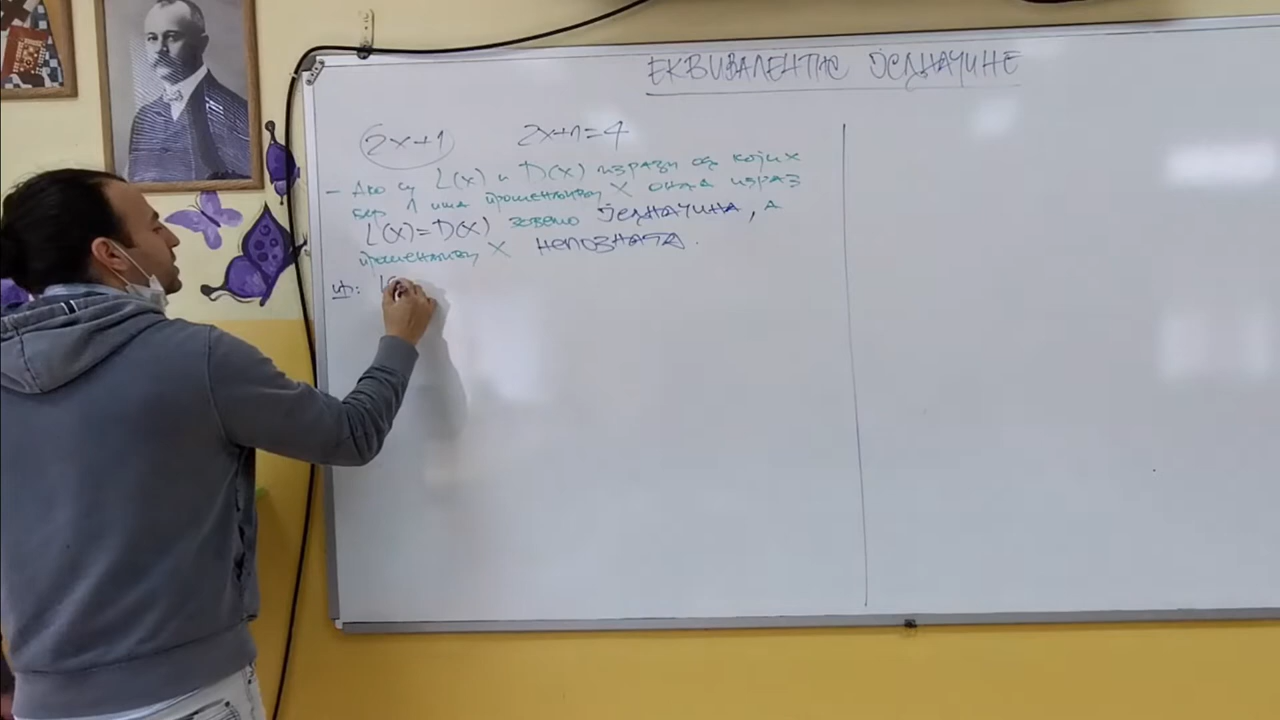 ЕКВИВАЛЕНТНЕ ЈЕДНАЧИНЕ
2x+1 2x+1=4
- Ако су L(x) и D(x) изрази од којих
бар 1 има променљиву x онда израз
L(x)=D(x) зовемо ЈЕДНАЧИНА, а
променљиву x НЕПОЗНАТА.
пр: